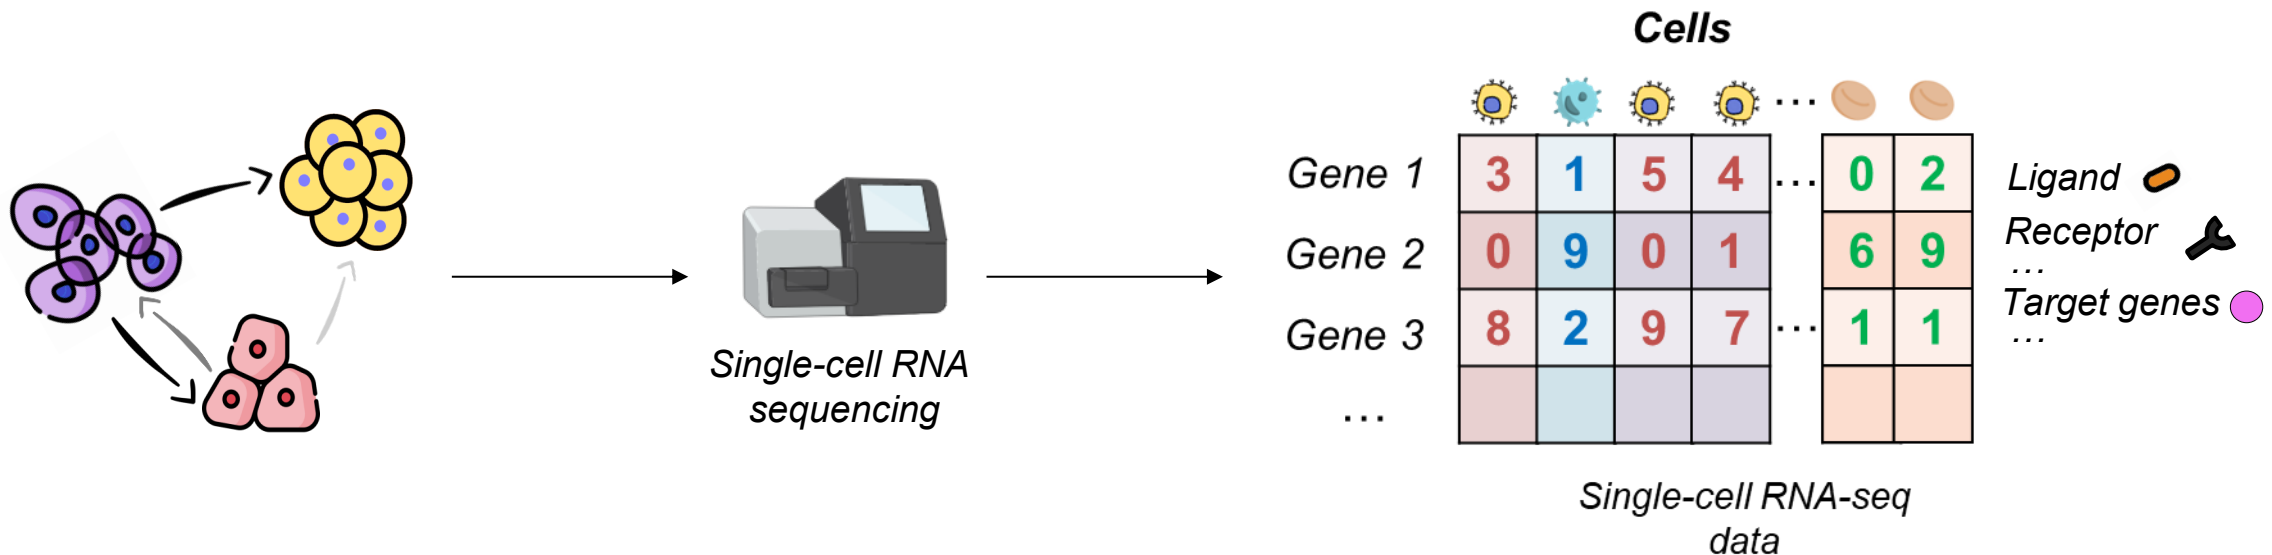 Cells
Gene 1 3 1 5 4 ... 0 2 Ligand
Gene 2 0 9 0 1 6 9 Receptor
...
Gene 3 8 2 9 7 ... 1 1 Target genes
...
...
Single-cell RNA
sequencing
Single-cell RNA-seq
data